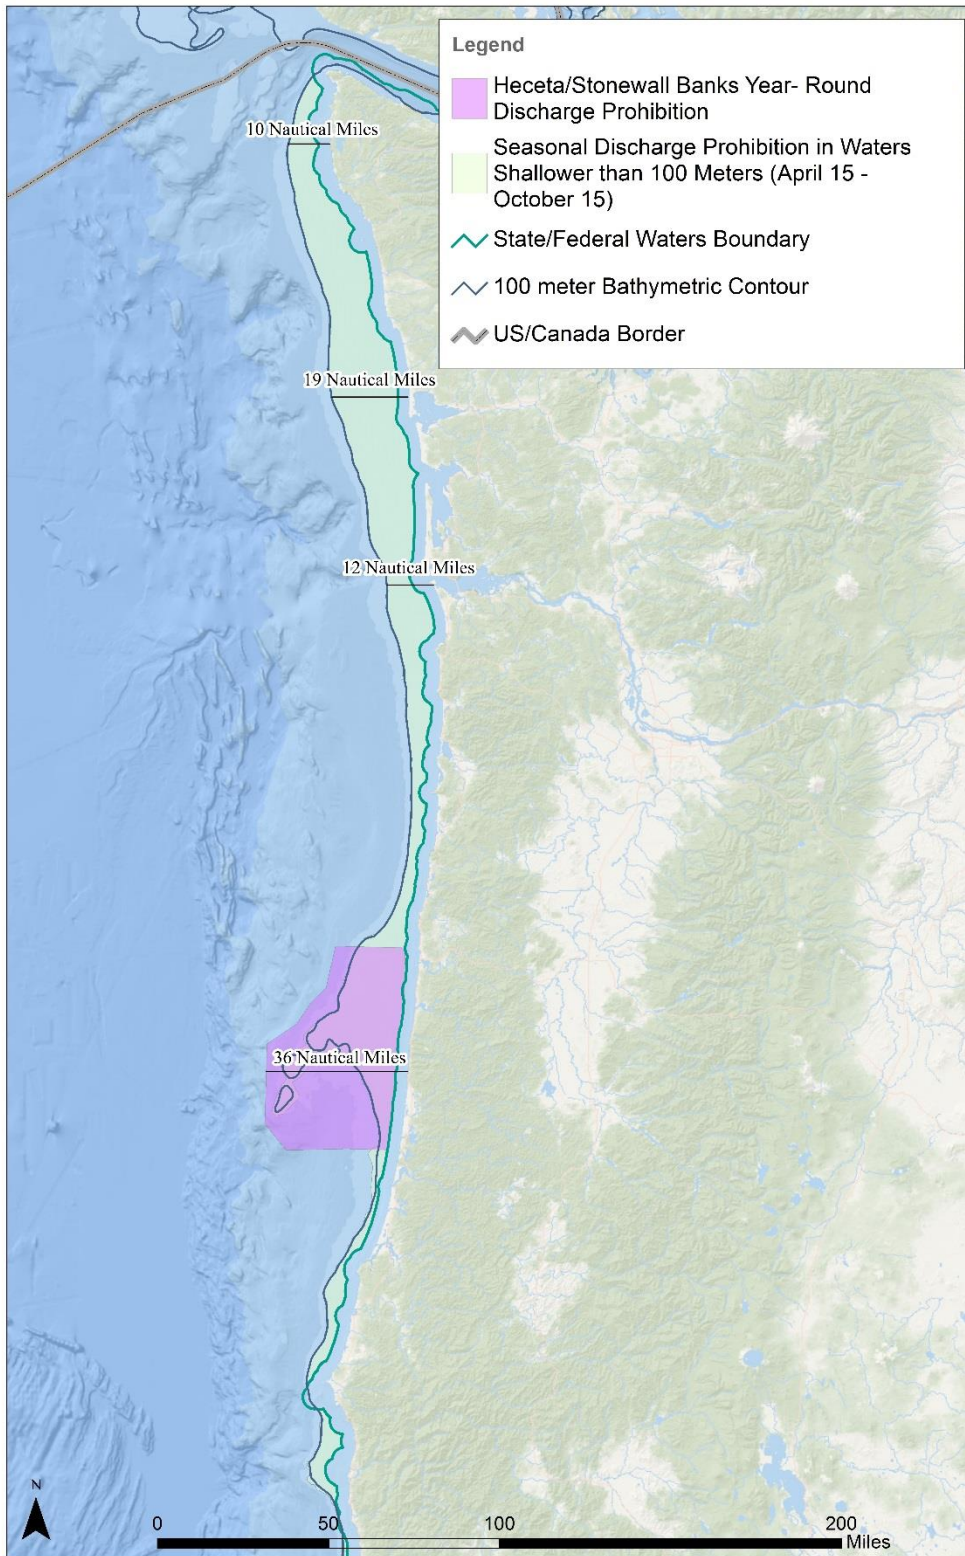 Legend
Heceta/Stonewall Banks Year- Round
Discharge Prohibition
Seasonal Discharge Prohibition in Waters
Shallower than 100 Meters (April 15 -
October 15)
State/Federal Waters Boundary
100 meter Bathymetric Contour
US/Canada Border
10 Nautical Miles
19 Nautical Miles
12 Nautical Miles
36 Nautical Miles
N
0 50 100 200
Miles